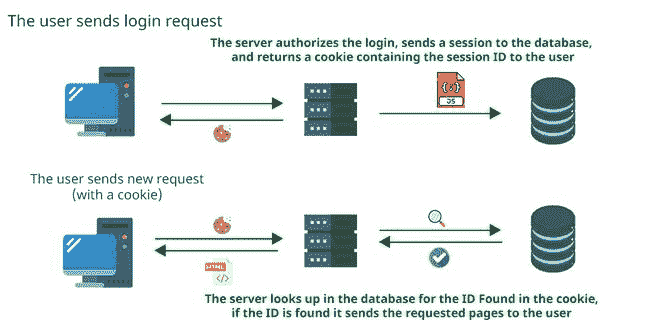 The user sends login request
The server authorizes the login, sends a session to the database,
and returns a cookie containing the session ID to the user
{}
JS
The user sends new request
(with a cookie)
HTML
</>
The server looks up in the database for the ID Found in the cookie,
if the ID is found it sends the requested pages to the user